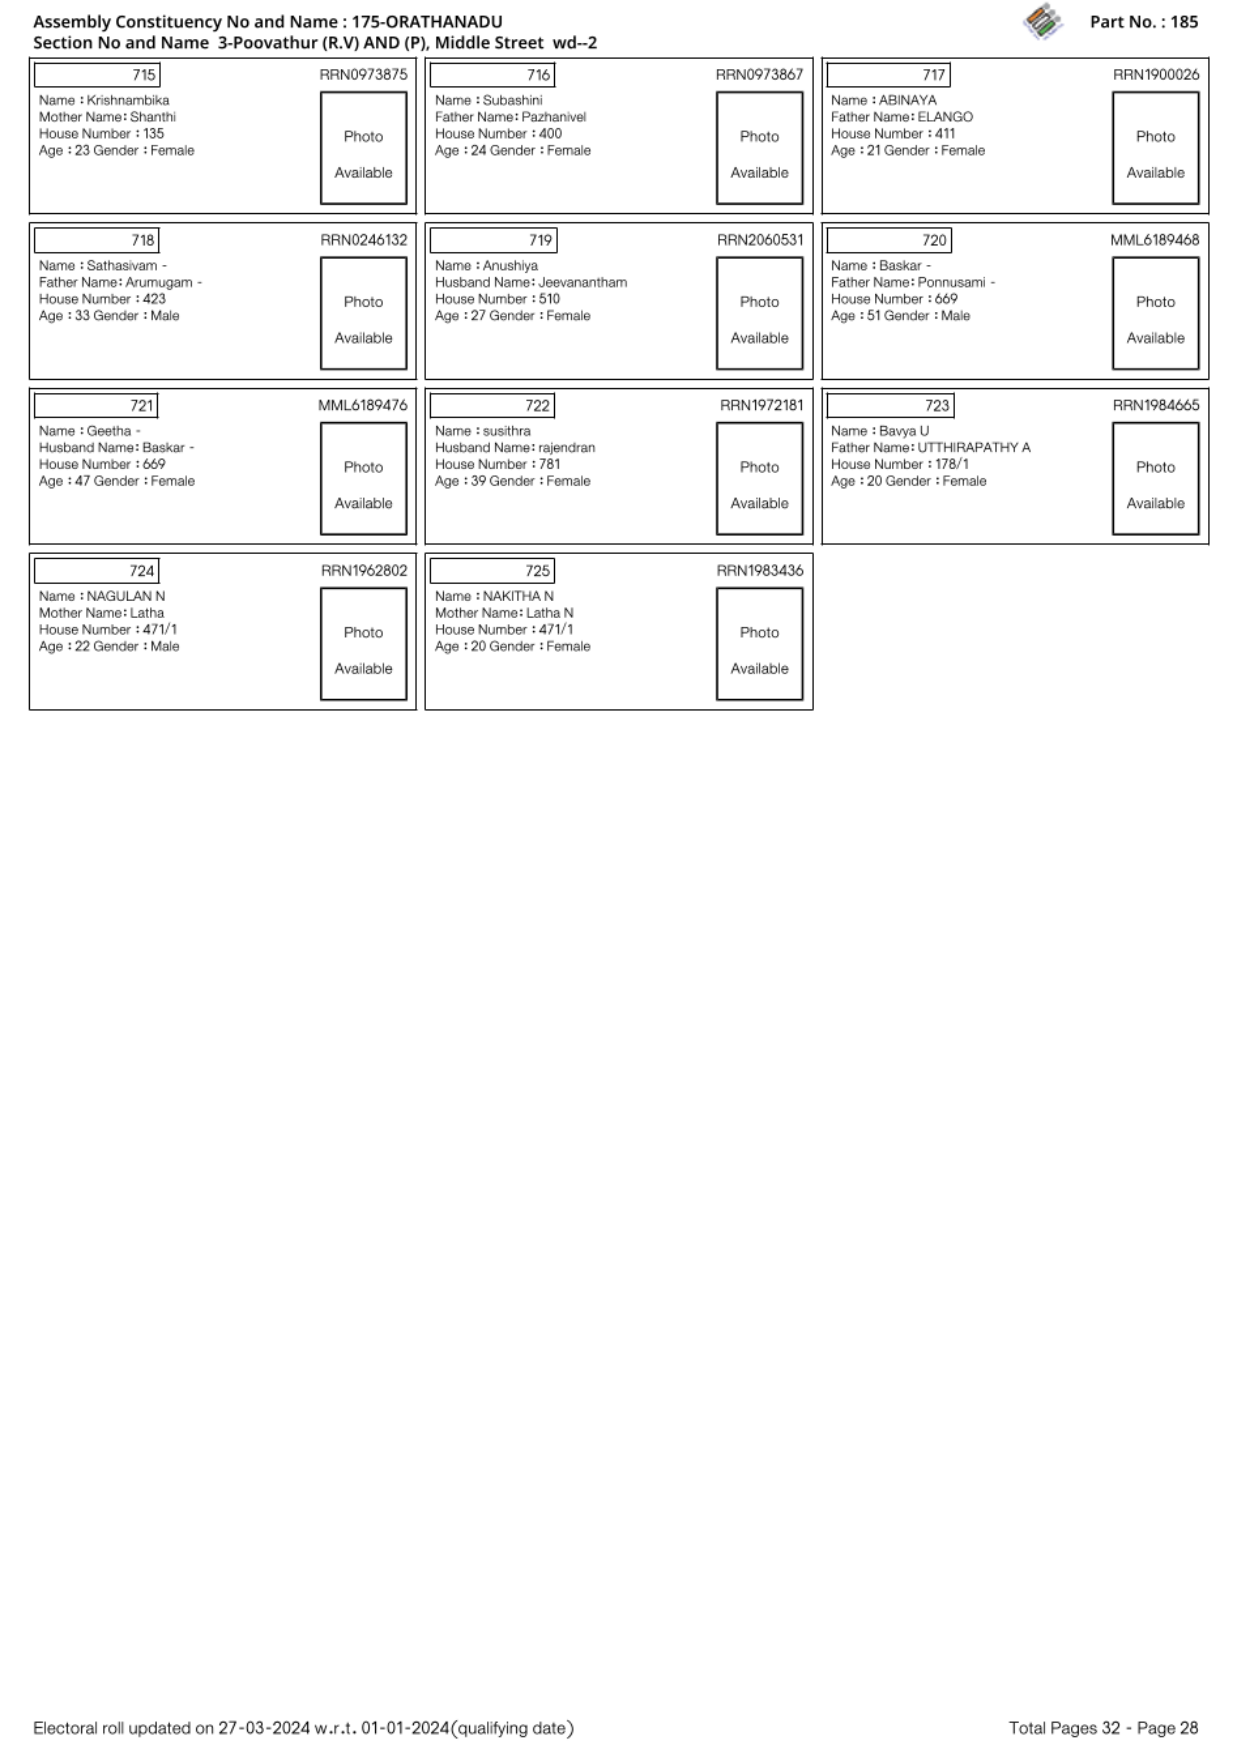 Assembly Constituency No and Name : 175-ORATHANADU
Part No. : 185
Section No and Name 3-Poovathur (R.V) AND (P), Middle Street wd--2
715 RRN0973875
Name : Krishnambika
Mother Name: Shanthi
House Number : 135
Age : 23 Gender : Female
Photo
Available
716 RRN0973867
Name : Subashini
Father Name: Pazhanivel
House Number : 400
Age : 24 Gender : Female
Photo
Available
717 RRN1900026
Name : ABINAYA
Father Name: ELANGO
House Number : 411
Age : 21 Gender : Female
Photo
Available
718 RRN0246132
Name : Sathasivam -
Father Name: Arumugam -
House Number : 423
Age : 33 Gender : Male
Photo
Available
719 RRN2060531
Name : Anushiya
Husband Name: Jeevanantham
House Number : 510
Age : 27 Gender : Female
Photo
Available
720 MML6189468
Name : Baskar -
Father Name: Ponnusami -
House Number : 669
Age : 51 Gender : Male
Photo
Available
721 MML6189476
Name : Geetha -
Husband Name: Baskar -
House Number : 669
Age : 47 Gender : Female
Photo
Available
722 RRN1972181
Name : susithra
Husband Name: rajendran
House Number : 781
Age : 39 Gender : Female
Photo
Available
723 RRN1984665
Name : Bavya U
Father Name: UTTHIRAPATHY A
House Number : 178/1
Age : 20 Gender : Female
Photo
Available
724 RRN1962802
Name : NAGULAN N
Mother Name: Latha
House Number : 471/1
Age : 22 Gender : Male
Photo
Available
725 RRN1983436
Name : NAKITHA N
Mother Name: Latha N
House Number : 471/1
Age : 20 Gender : Female
Photo
Available
Electoral roll updated on 27-03-2024 w.r.t. 01-01-2024(qualifying date)
Total Pages 32 - Page 28